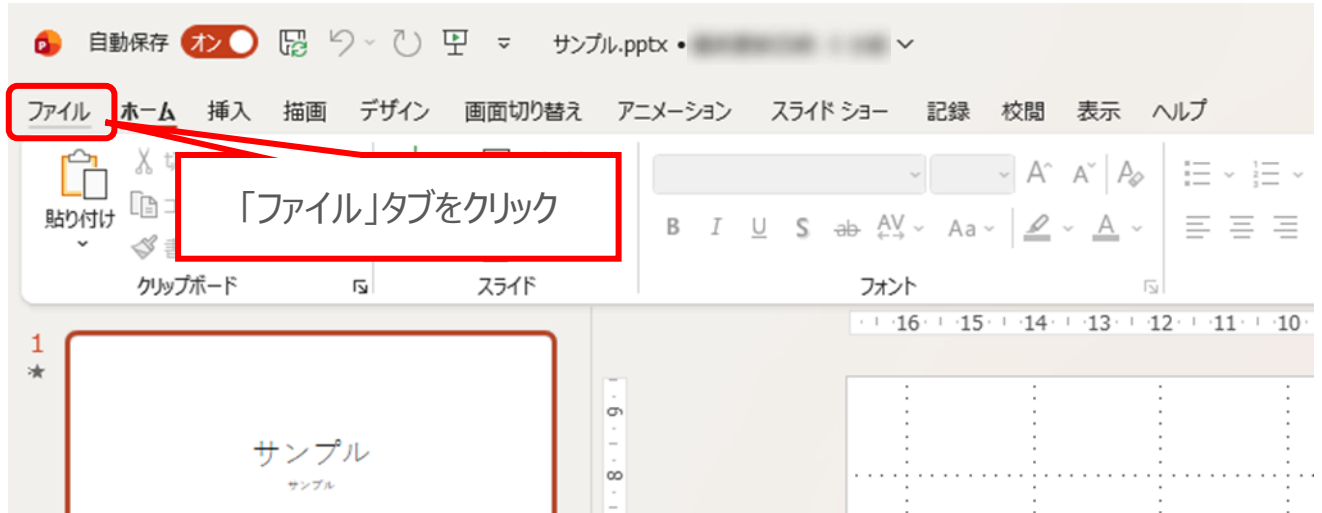 自動保存 オン サンプル.pptx •
ファイル ホーム 挿入 描画 デザイン 画面切り替え アニメーション スライド ショー 記録 校閲 表示 ヘルプ
「ファイル」タブをクリック
貼り付け
B I U S ab AV Aa A
A A A
クリップボード スライド フォント
16 15 14 13 12 11 10
1
9
8
サンプル
サンプル